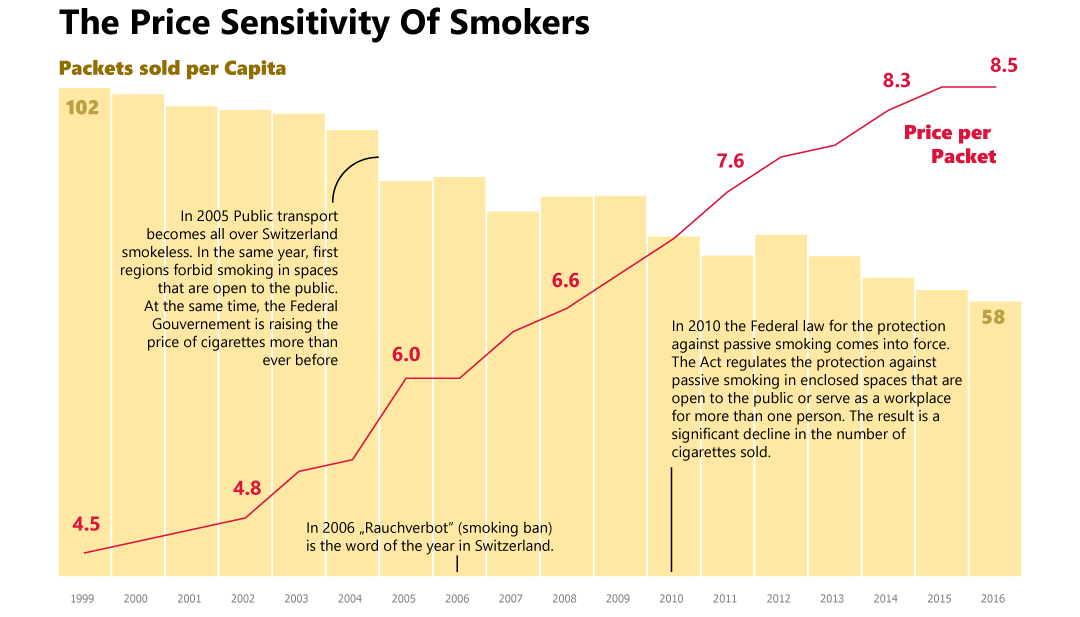 The Price Sensitivity Of Smokers
Packets sold per Capita
102
8.5
8.3
Price per
Packet
7.6
In 2005 Public transport
becomes all over Switzerland
smokeless. In the same year, first
regions forbid smoking in spaces
that are open to the public.
At the same time, the Federal
Gouvernement is raising the
price of cigarettes more than
ever before
6.6
6.0
58
In 2010 the Federal law for the protection
against passive smoking comes into force.
The Act regulates the protection against
passive smoking in enclosed spaces that are
open to the public or serve as a workplace
for more than one person. The result is a
significant decline in the number of
cigarettes sold.
4.8
4.5
In 2006 „Rauchverbot“ (smoking ban)
is the word of the year in Switzerland.
1999 2000 2001 2002 2003 2004 2005 2006 2007 2008 2009 2010 2011 2012 2013 2014 2015 2016